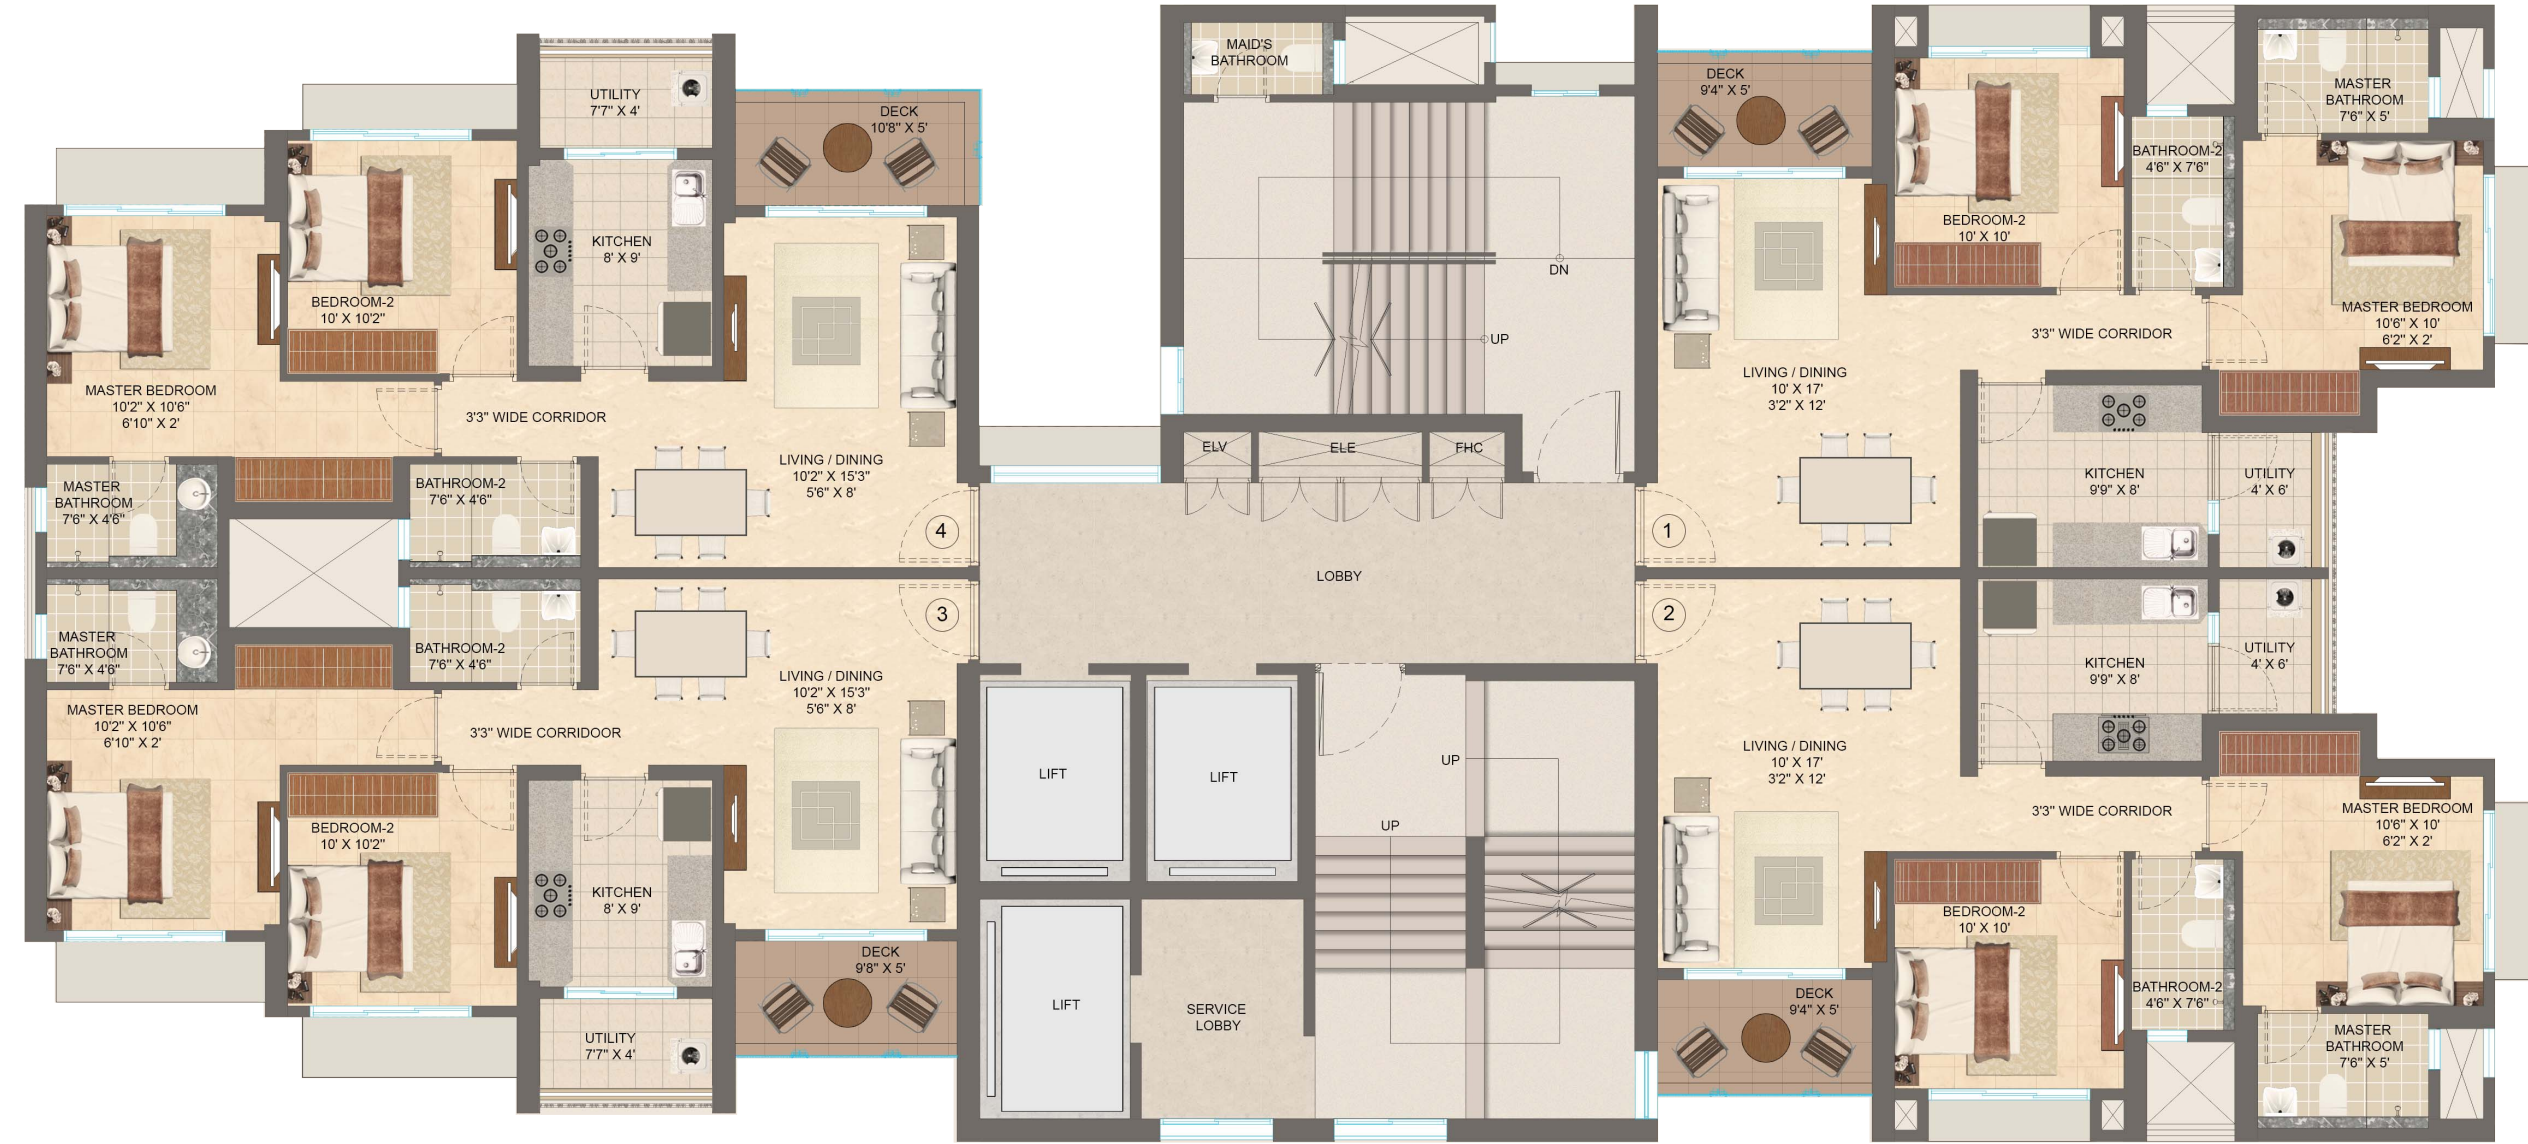 UTILITY
7'7" X 4'
DECK
10'8" X 5'
KITCHEN
8' X 9'
BEDROOM-2
10' X 10'2"
MASTER BEDROOM
10'2" X 10'6"
6'10" X 2'
3'3" WIDE CORRIDOR
LIVING / DINING
10'2" X 15'3"
5'6" X 8'
MASTER
BATHROOM
7'6" X 4'6"
BATHROOM-2
7'6" X 4'6"
4
3
MASTER
BATHROOM
7'6" X 4'6"
BATHROOM-2
7'6" X 4'6"
LIVING / DINING
10'2" X 15'3"
5'6" X 8'
MASTER BEDROOM
10'2" X 10'6"
6'10" X 2'
3'3" WIDE CORRIDOOR
BEDROOM-2
10' X 10'2"
KITCHEN
8' X 9'
DECK
9'8" X 5'
UTILITY
7'7" X 4'
MAID'S
BATHROOM
DN
UP
ELV
ELE
FHC
LOBBY
LIFT
LIFT
LIFT
SERVICE
LOBBY
UP
UP
DECK
9'4" X 5'
MASTER
BATHROOM
7'6" X 5'
BATHROOM-2
4'6" X 7'6"
BEDROOM-2
10' X 10'
MASTER BEDROOM
10'6" X 10'
6'2" X 2'
3'3" WIDE CORRIDOR
LIVING / DINING
10' X 17'
3'2" X 12'
KITCHEN
9'9" X 8'
UTILITY
4' X 6'
1
2
KITCHEN
9'9" X 8'
UTILITY
4' X 6'
LIVING / DINING
10' X 17'
3'2" X 12'
3'3" WIDE CORRIDOR
MASTER BEDROOM
10'6" X 10'
6'2" X 2'
BEDROOM-2
10' X 10'
BATHROOM-2
4'6" X 7'6"
DECK
9'4" X 5'
MASTER
BATHROOM
7'6" X 5'